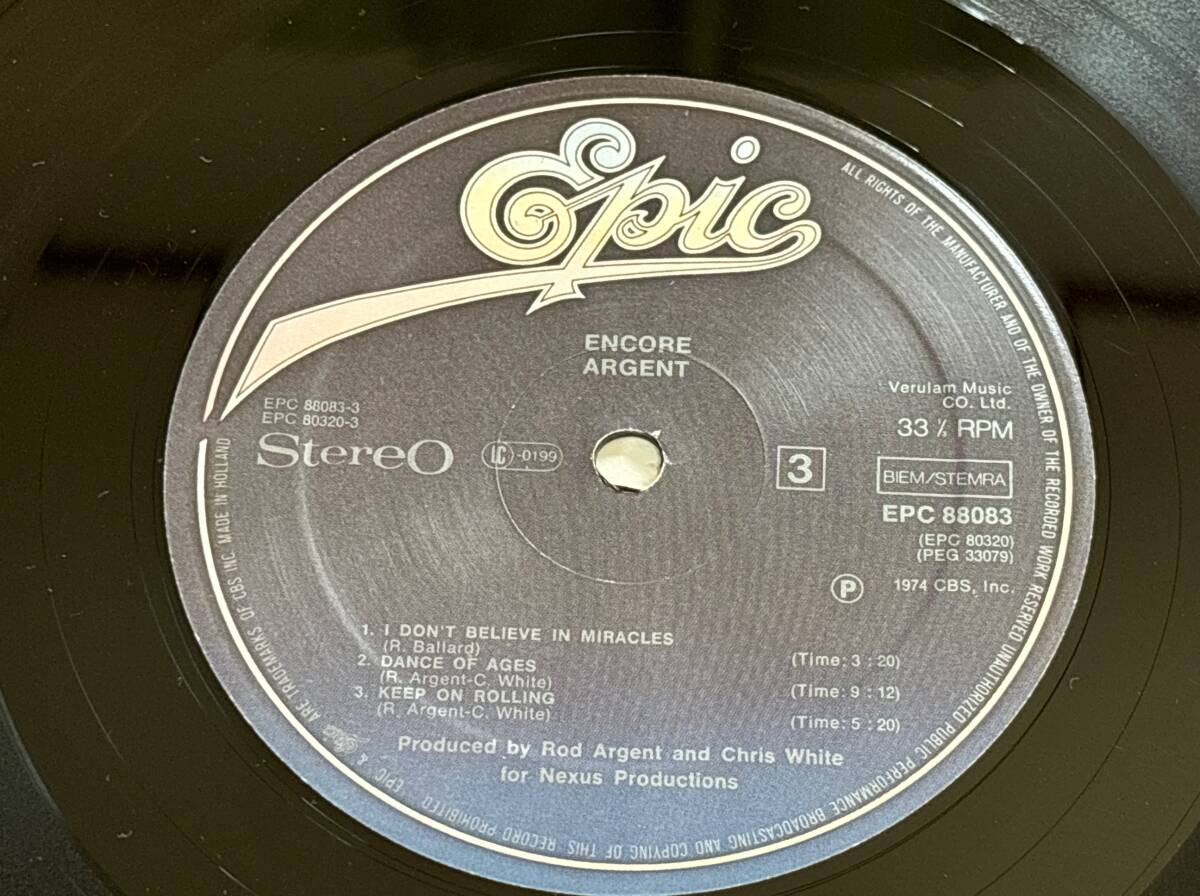 Epic
ENCORE
ARGENT
EPC 88083-3
EPC 80320-3
Stereo
LC -0199
3
Verulam Music
CO. Ltd.
33 ⅓ RPM
BIEM/STEMRA
EPC 88083
(EPC 80320)
(PEG 33079)
P 1974 CBS, Inc.
1. I DON'T BELIEVE IN MIRACLES
(R. Ballard) (Time: 3 : 20)
2. DANCE OF AGES
(R. Argent-C. White) (Time: 9 : 12)
3. KEEP ON ROLLING
(R. Argent-C. White) (Time: 5 : 20)
Produced by Rod Argent and Chris White
for Nexus Productions
ALL RIGHTS OF THE MANUFACTURER AND OF THE OWNER OF THE RECORDED WORK RESERVED UNAUTHORIZED PUBLIC PERFORMANCE BROADCASTING AND COPYING OF THIS RECORD PROHIBITED
EPIC & Epic ARE TRADEMARKS OF CBS INC. MADE IN HOLLAND